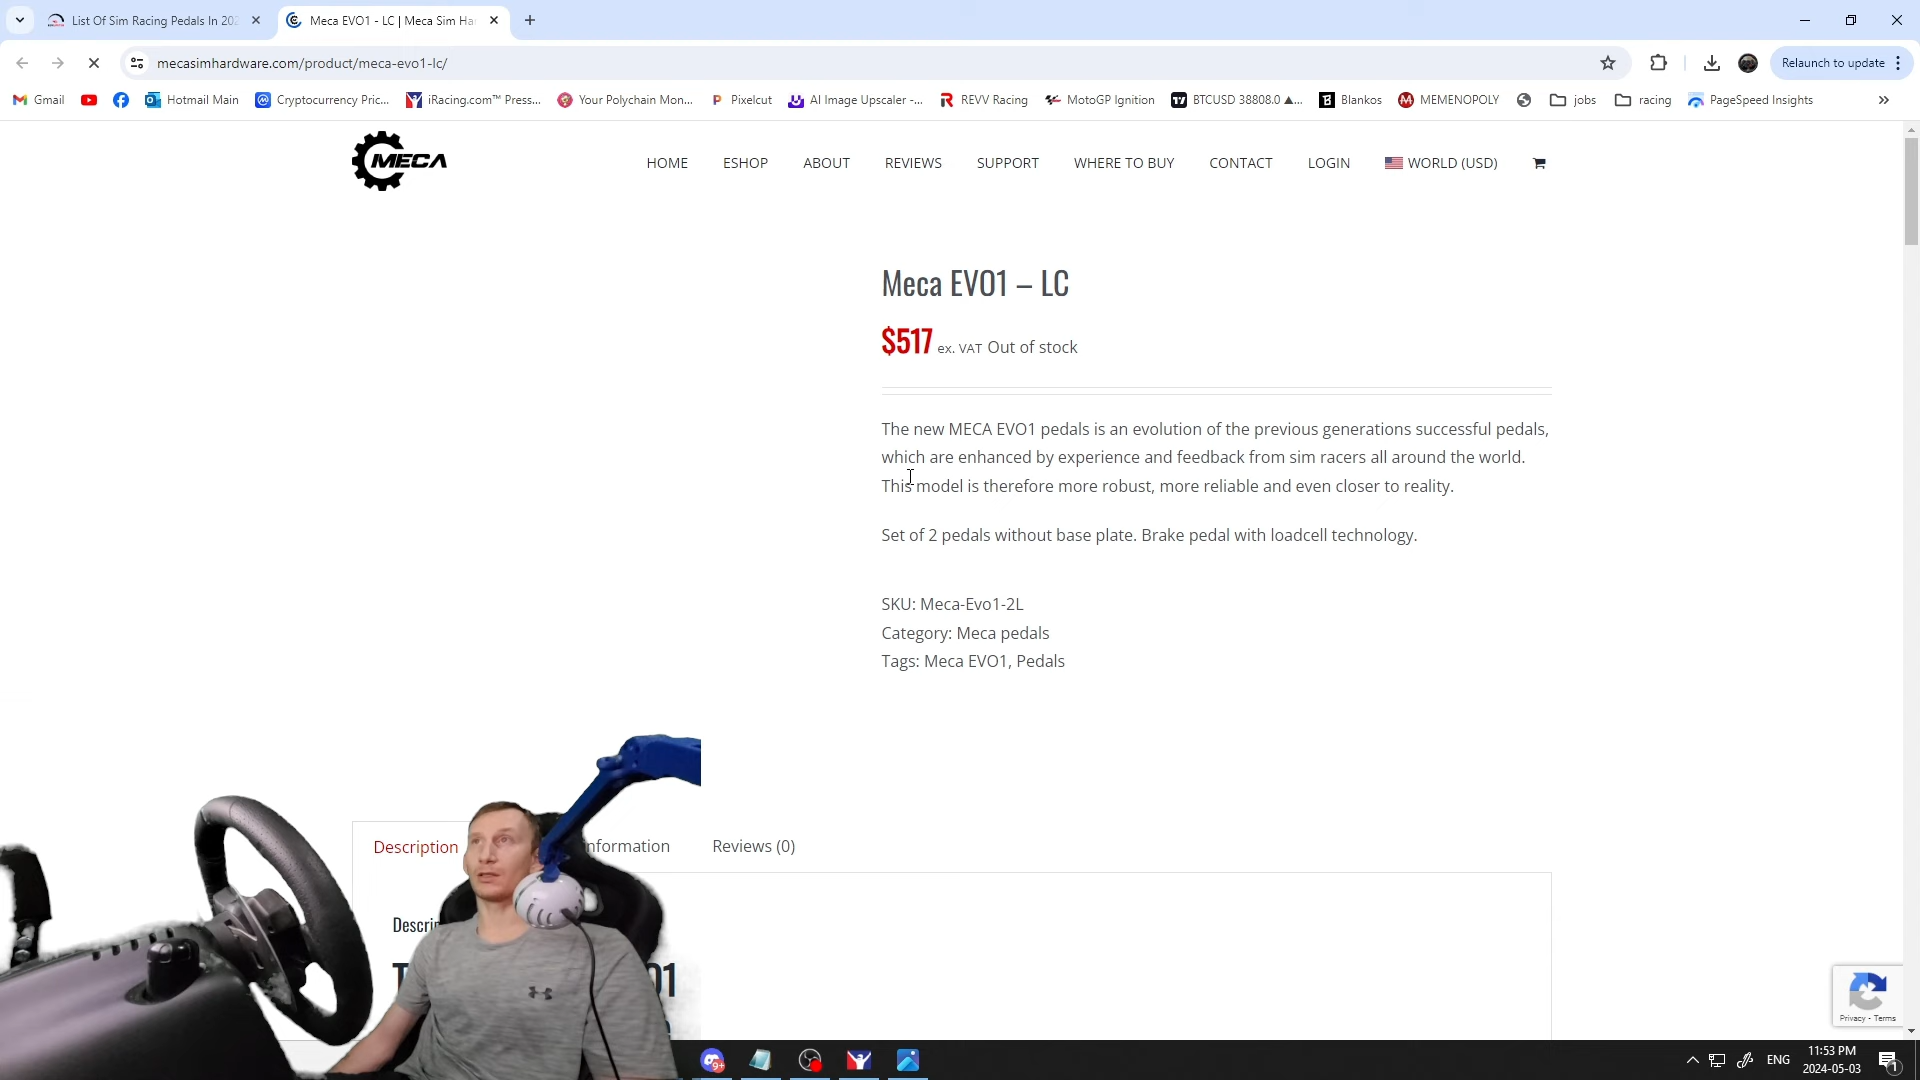 List Of Sim Racing Pedals In 202
Meca EVO1 - LC | Meca Sim Ha
mecasimhardware.com/product/meca-evo1-lc/
Relaunch to update
Gmail
Hotmail Main
Cryptocurrency Pric...
iRacing.com™ Press...
Your Polychain Mon...
Pixelcut
AI Image Upscaler -...
REVV Racing
MotoGP Ignition
BTCUSD 38808.0 ▲...
Blankos
MEMENOPOLY
jobs
racing
PageSpeed Insights
MECA
HOME
ESHOP
ABOUT
REVIEWS
SUPPORT
WHERE TO BUY
CONTACT
LOGIN
WORLD (USD)
Meca EVO1 – LC
$517 ex. VAT Out of stock
The new MECA EVO1 pedals is an evolution of the previous generations successful pedals,
which are enhanced by experience and feedback from sim racers all around the world.
This model is therefore more robust, more reliable and even closer to reality.
Set of 2 pedals without base plate. Brake pedal with loadcell technology.
SKU: Meca-Evo1-2L
Category: Meca pedals
Tags: Meca EVO1, Pedals
Description
information
Reviews (0)
Privacy - Terms
9+
ENG
11:53 PM
2024-05-03
1